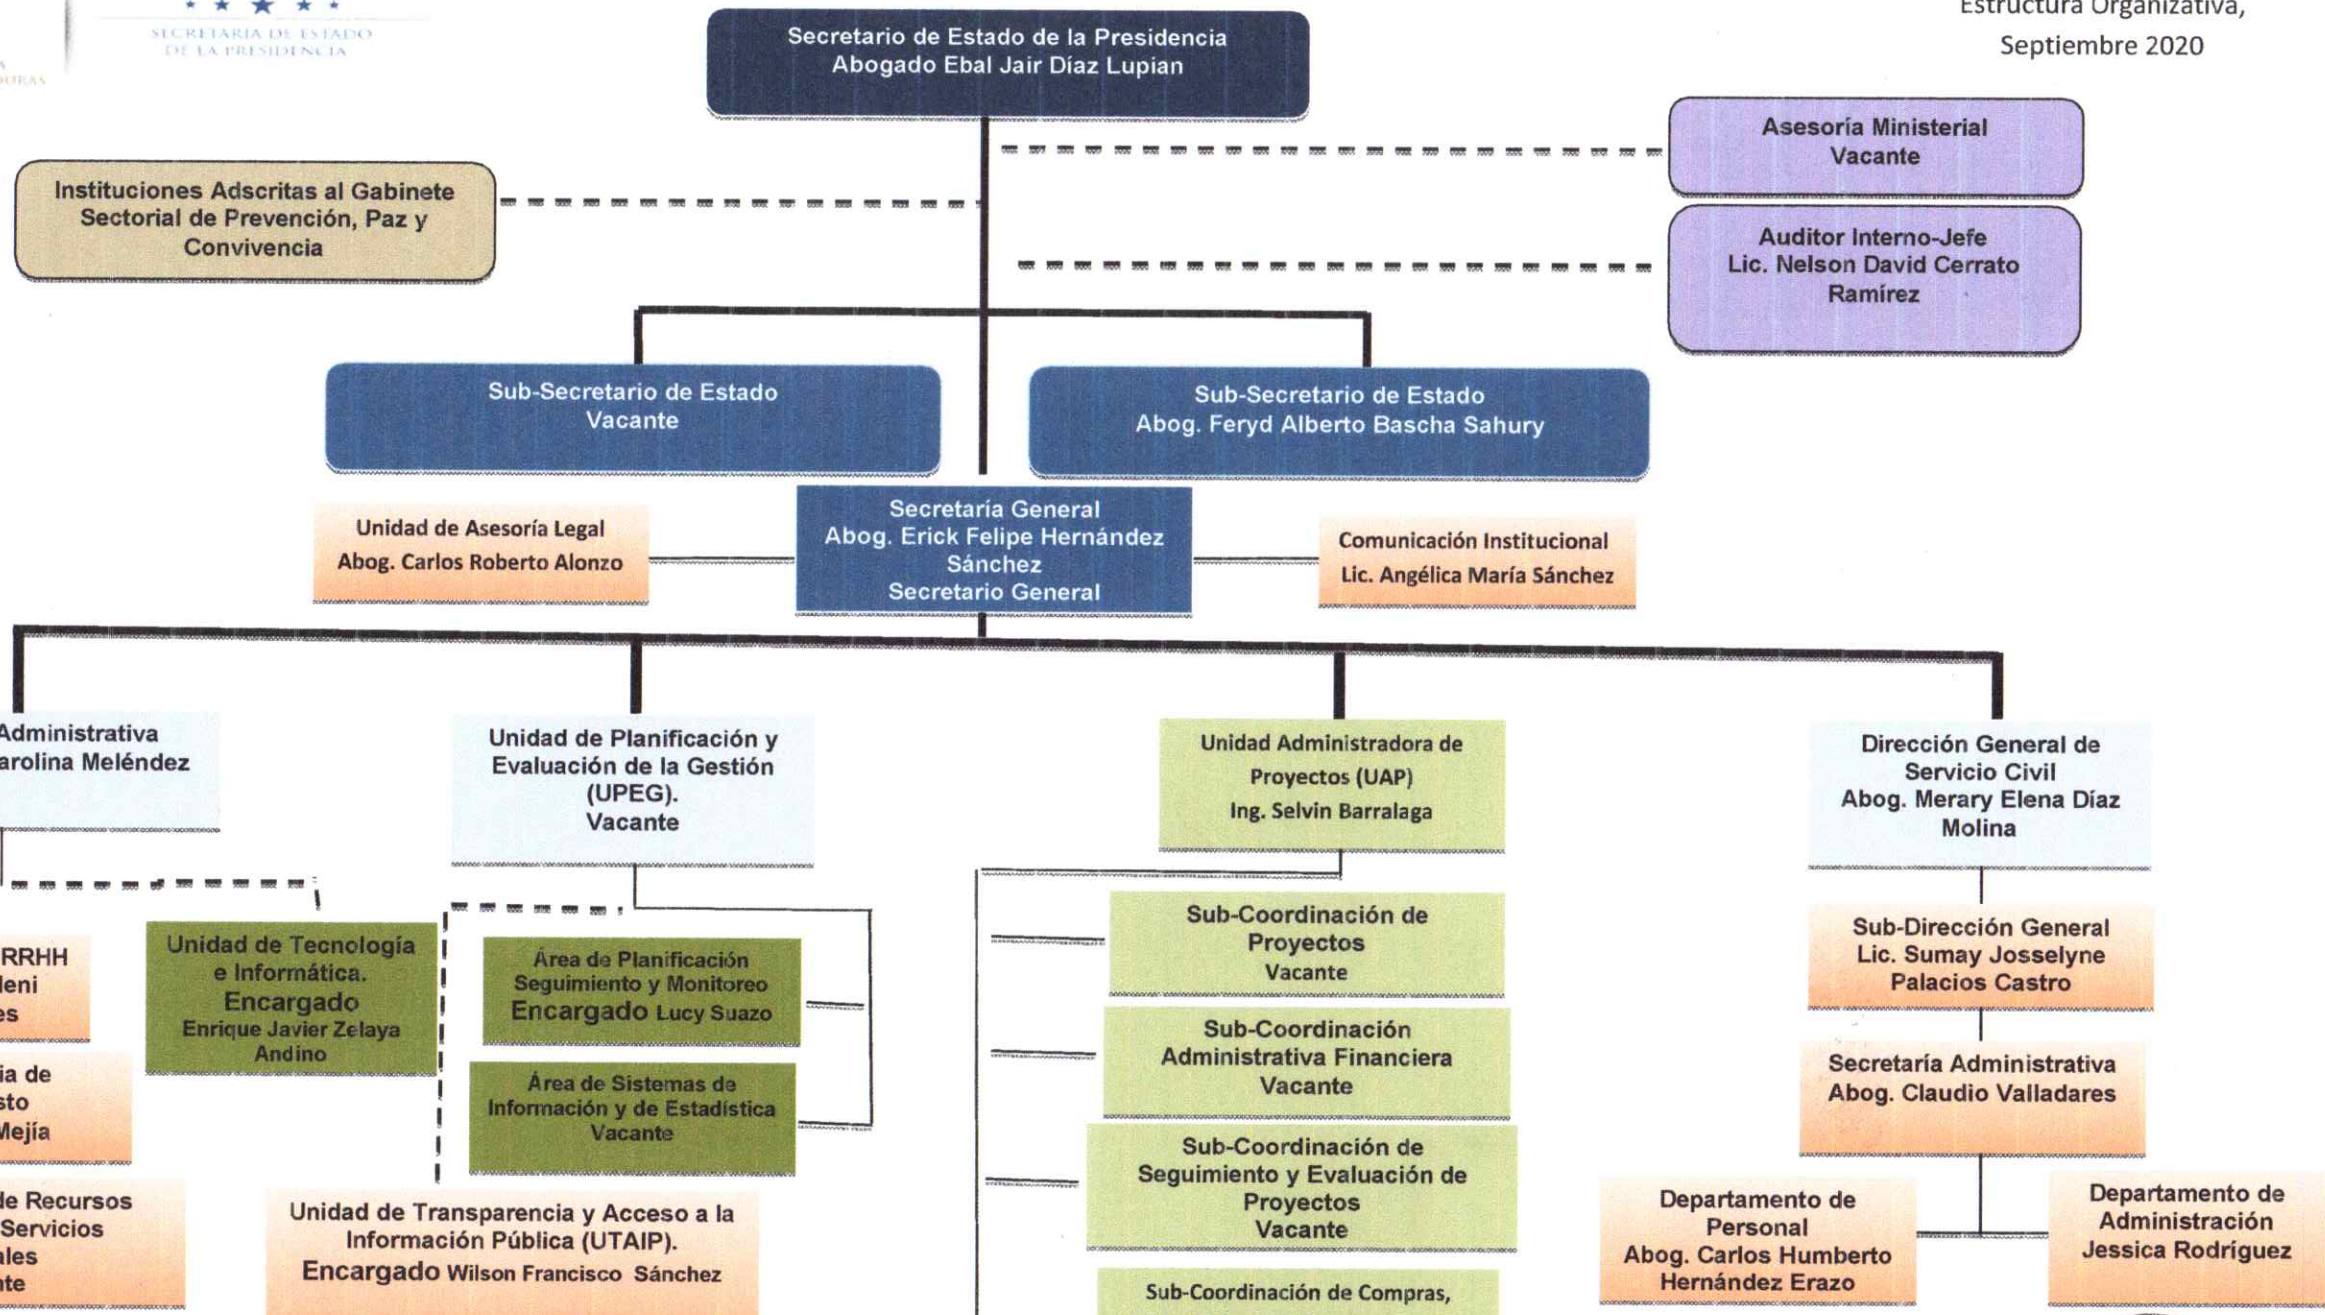 SECRETARIA DE ESTADO
DE LA PRESIDENCIA
Estructura Organizativa,
Septiembre 2020
Secretario de Estado de la Presidencia
Abogado Ebal Jair Díaz Lupian
Asesoría Ministerial
Vacante
Instituciones Adscritas al Gabinete
Sectorial de Prevención, Paz y
Convivencia
Auditor Interno-Jefe
Lic. Nelson David Cerrato
Ramírez
Sub-Secretario de Estado
Vacante
Sub-Secretario de Estado
Abog. Feryd Alberto Bascha Sahury
Unidad de Asesoría Legal
Abog. Carlos Roberto Alonzo
Secretaría General
Abog. Erick Felipe Hernández
Sánchez
Secretario General
Comunicación Institucional
Lic. Angélica María Sánchez
Administrativa
arolina Meléndez
Unidad de Planificación y
Evaluación de la Gestión
(UPEG).
Vacante
Unidad Administradora de
Proyectos (UAP)
Ing. Selvin Barralaga
Dirección General de
Servicio Civil
Abog. Merary Elena Díaz
Molina
RRHH
leni
es
Unidad de Tecnología
e Informática.
Encargado
Enrique Javier Zelaya
Andino
Área de Planificación
Seguimiento y Monitoreo
Encargado Lucy Suazo
Sub-Coordinación de
Proyectos
Vacante
Sub-Dirección General
Lic. Sumay Josselyne
Palacios Castro
ia de
sto
Mejía
Área de Sistemas de
Información y de Estadística
Vacante
Sub-Coordinación
Administrativa Financiera
Vacante
Secretaría Administrativa
Abog. Claudio Valladares
de Recursos
Servicios
ales
nte
Unidad de Transparencia y Acceso a la
Información Pública (UTAIP).
Encargado Wilson Francisco Sánchez
Sub-Coordinación de
Seguimiento y Evaluación de
Proyectos
Vacante
Departamento de
Personal
Abog. Carlos Humberto
Hernández Erazo
Departamento de
Administración
Jessica Rodríguez
Sub-Coordinación de Compras,